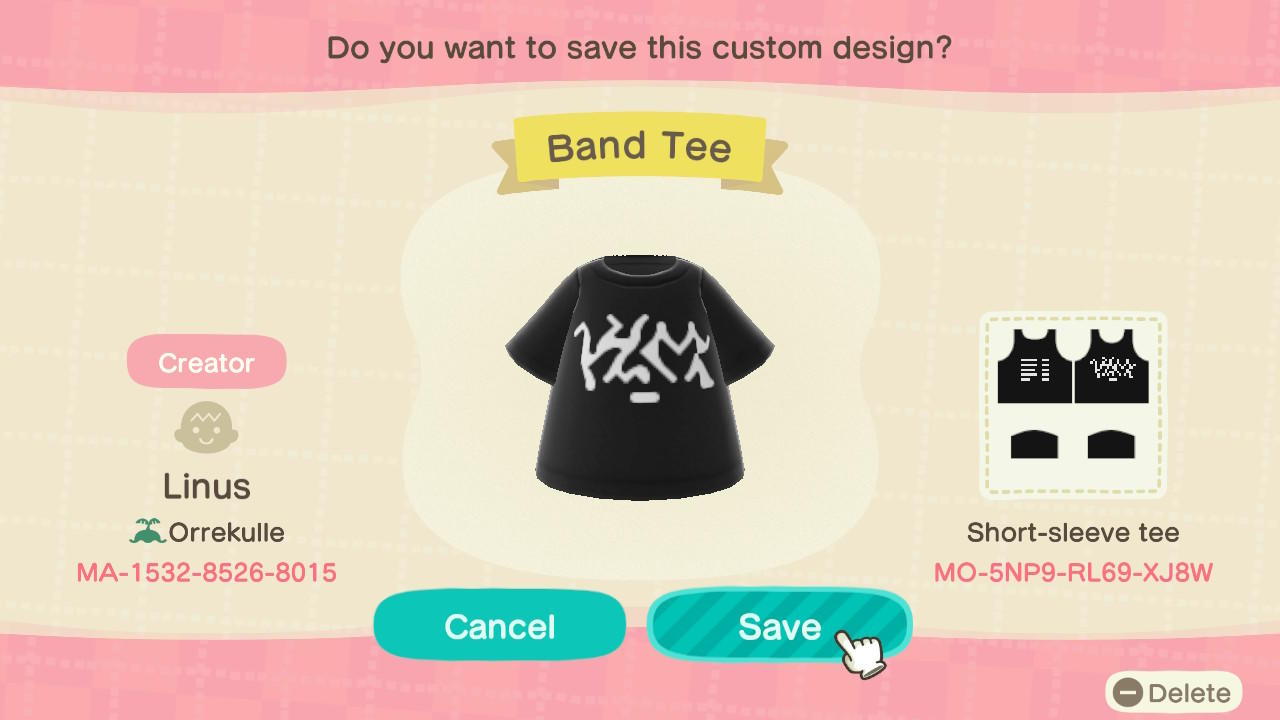 Do you want to save this custom design?
Band Tee
Creator
Linus
Orrekulle
MA-1532-8526-8015
Short-sleeve tee
MO-5NP9-RL69-XJ8W
Cancel
Save
Delete